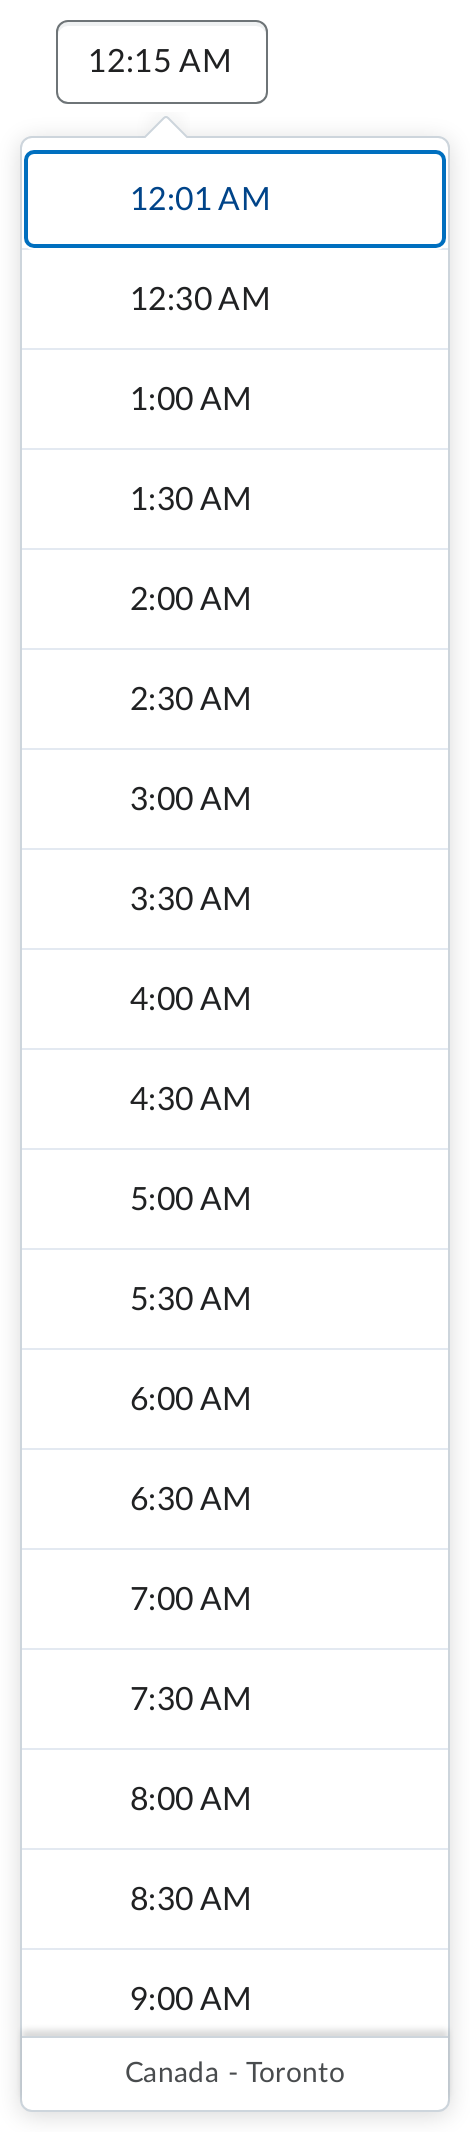 12:15 AM
12:01 AM
12:30 AM
1:00 AM
1:30 AM
2:00 AM
2:30 AM
3:00 AM
3:30 AM
4:00 AM
4:30 AM
5:00 AM
5:30 AM
6:00 AM
6:30 AM
7:00 AM
7:30 AM
8:00 AM
8:30 AM
9:00 AM
Canada - Toronto